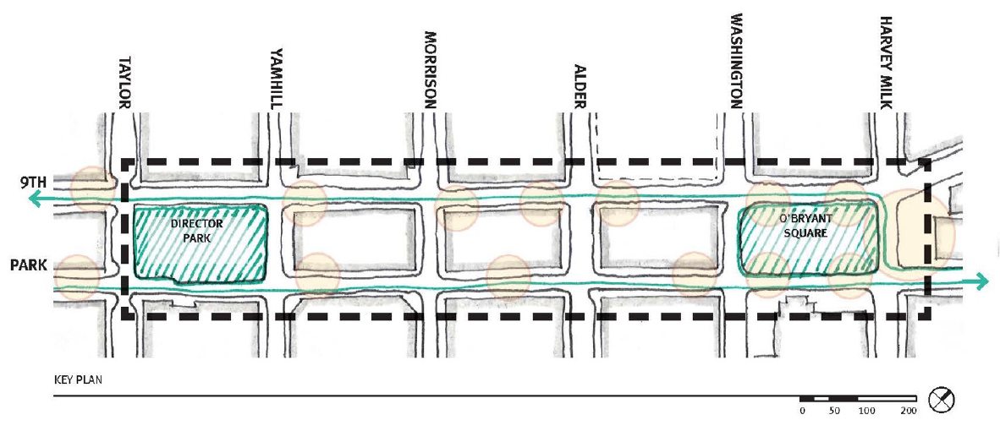 TAYLOR
YAMHILL
MORRISON
ALDER
WASHINGTON
HARVEY MILK
9TH
DIRECTOR
PARK
O'BRYANT
SQUARE
PARK
KEY PLAN
0 50 100 200